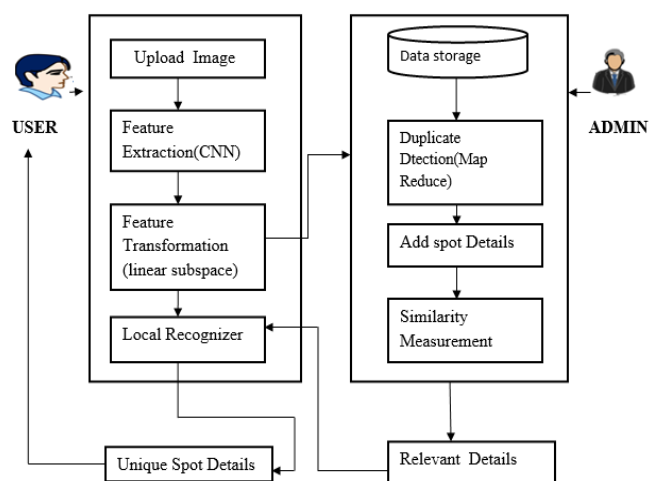 USER
Upload Image
Feature
Extraction(CNN)
Feature
Transformation
(linear subspace)
Local Recognizer
Unique Spot Details
Data storage
Duplicate
Dtection(Map
Reduce)
Add spot Details
Similarity
Measurement
Relevant Details
ADMIN